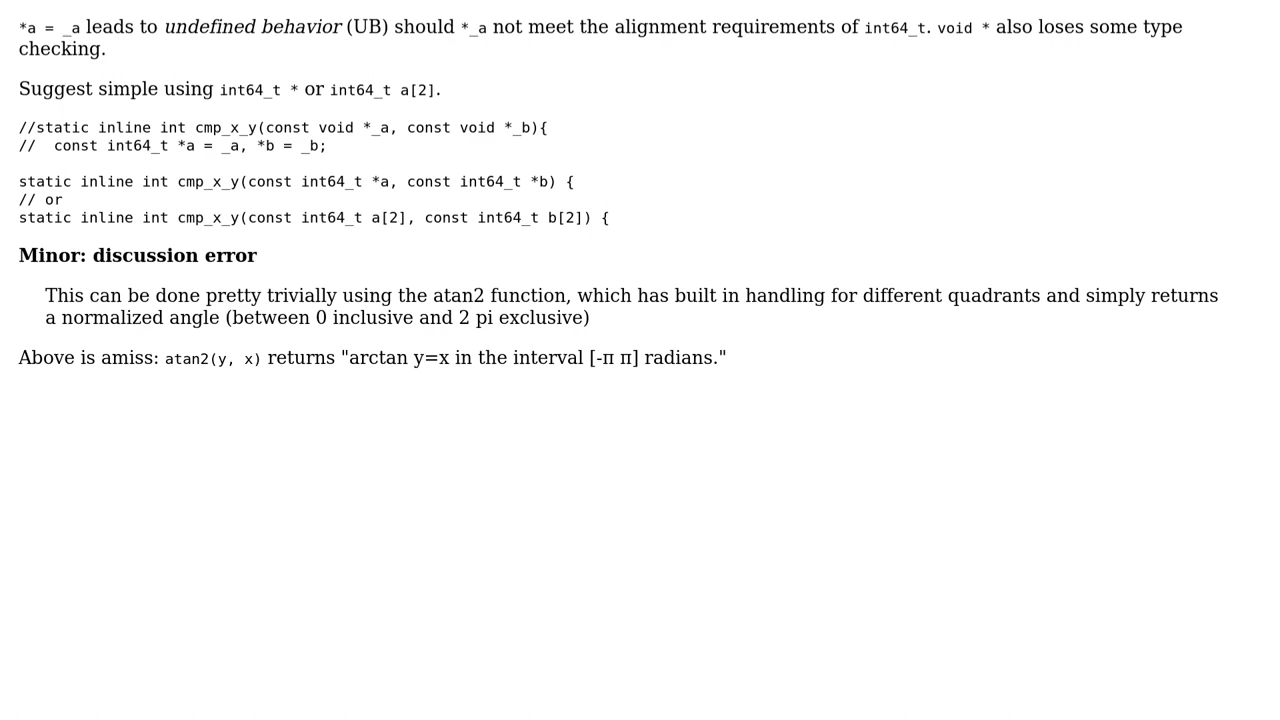 *a = _a leads to undefined behavior (UB) should *_a not meet the alignment requirements of int64_t. void * also loses some type
checking.
Suggest simple using int64_t * or int64_t a[2].
//static inline int cmp_x_y(const void *_a, const void *_b){
//  const int64_t *a = _a, *b = _b;
static inline int cmp_x_y(const int64_t *a, const int64_t *b) {
// or
static inline int cmp_x_y(const int64_t a[2], const int64_t b[2]) {
Minor: discussion error
This can be done pretty trivially using the atan2 function, which has built in handling for different quadrants and simply returns
a normalized angle (between 0 inclusive and 2 pi exclusive)
Above is amiss: atan2(y, x) returns "arctan y=x in the interval [-π π] radians."